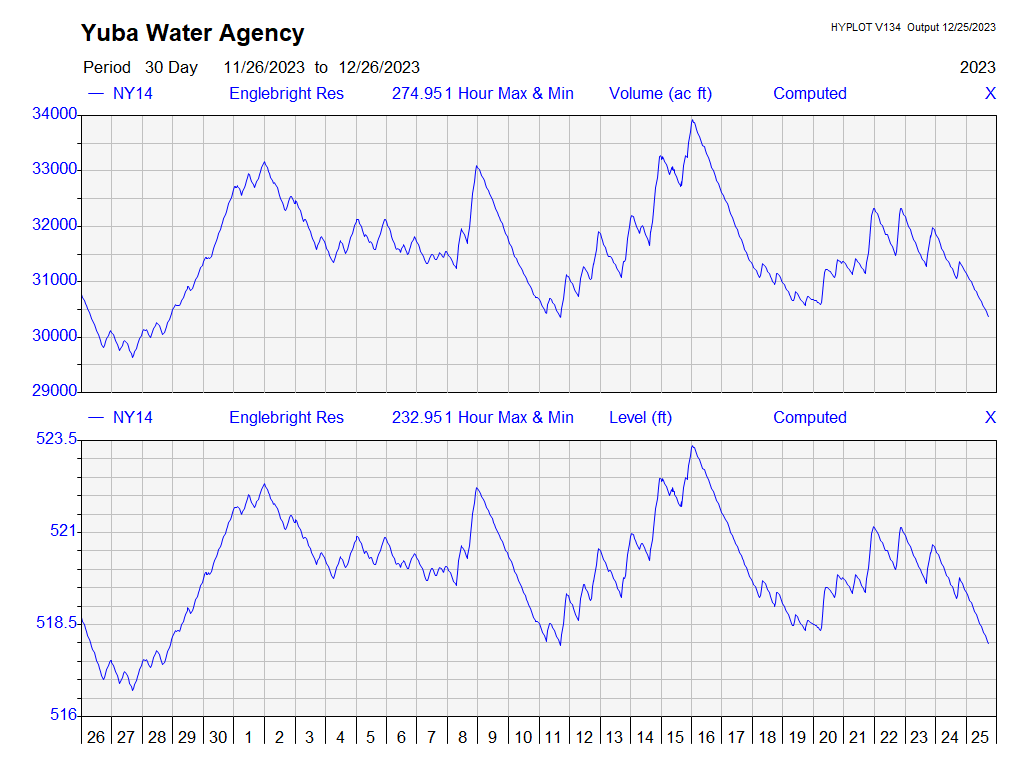 Yuba Water Agency
HYPLOT V134 Output 12/25/2023
Period 30 Day 11/26/2023 to 12/26/2023 2023
NY14 Englebright Res 274.951 Hour Max & Min Volume (ac ft) Computed X
34000
33000
32000
31000
30000
29000
NY14 Englebright Res 232.951 Hour Max & Min Level (ft) Computed X
523.5
521
518.5
516
26 27 28 29 30 1 2 3 4 5 6 7 8 9 10 11 12 13 14 15 16 17 18 19 20 21 22 23 24 25